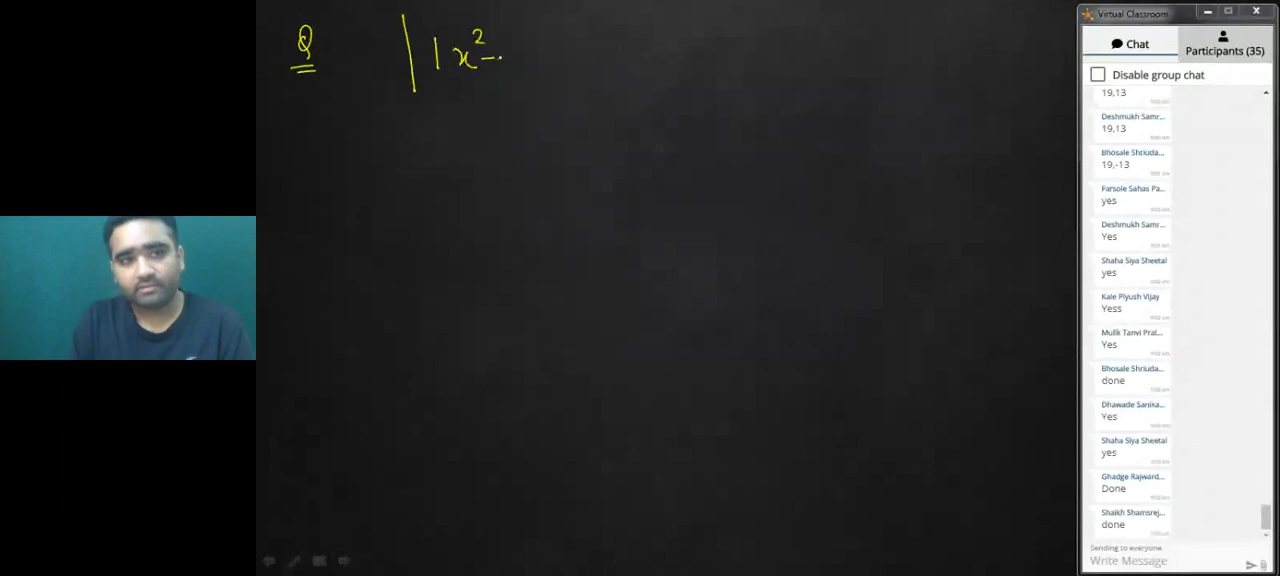 Q | | x² -
Virtual Classroom
Chat
Participants (35)
Disable group chat
19,13
Deshmukh Samr...
19,13
Bhosale Shriuda...
19,-13
Farsole Sahas Pa...
yes
Deshmukh Samr...
Yes
Shaha Siya Sheetal
yes
Kale Piyush Vijay
Yess
Mulik Tanvi Pral...
Yes
Bhosale Shriuda...
done
Dhawade Sanika...
Yes
Shaha Siya Sheetal
yes
Ghadge Rajward...
Done
Shaikh Shamsrej...
done
Sending to everyone
Write Message